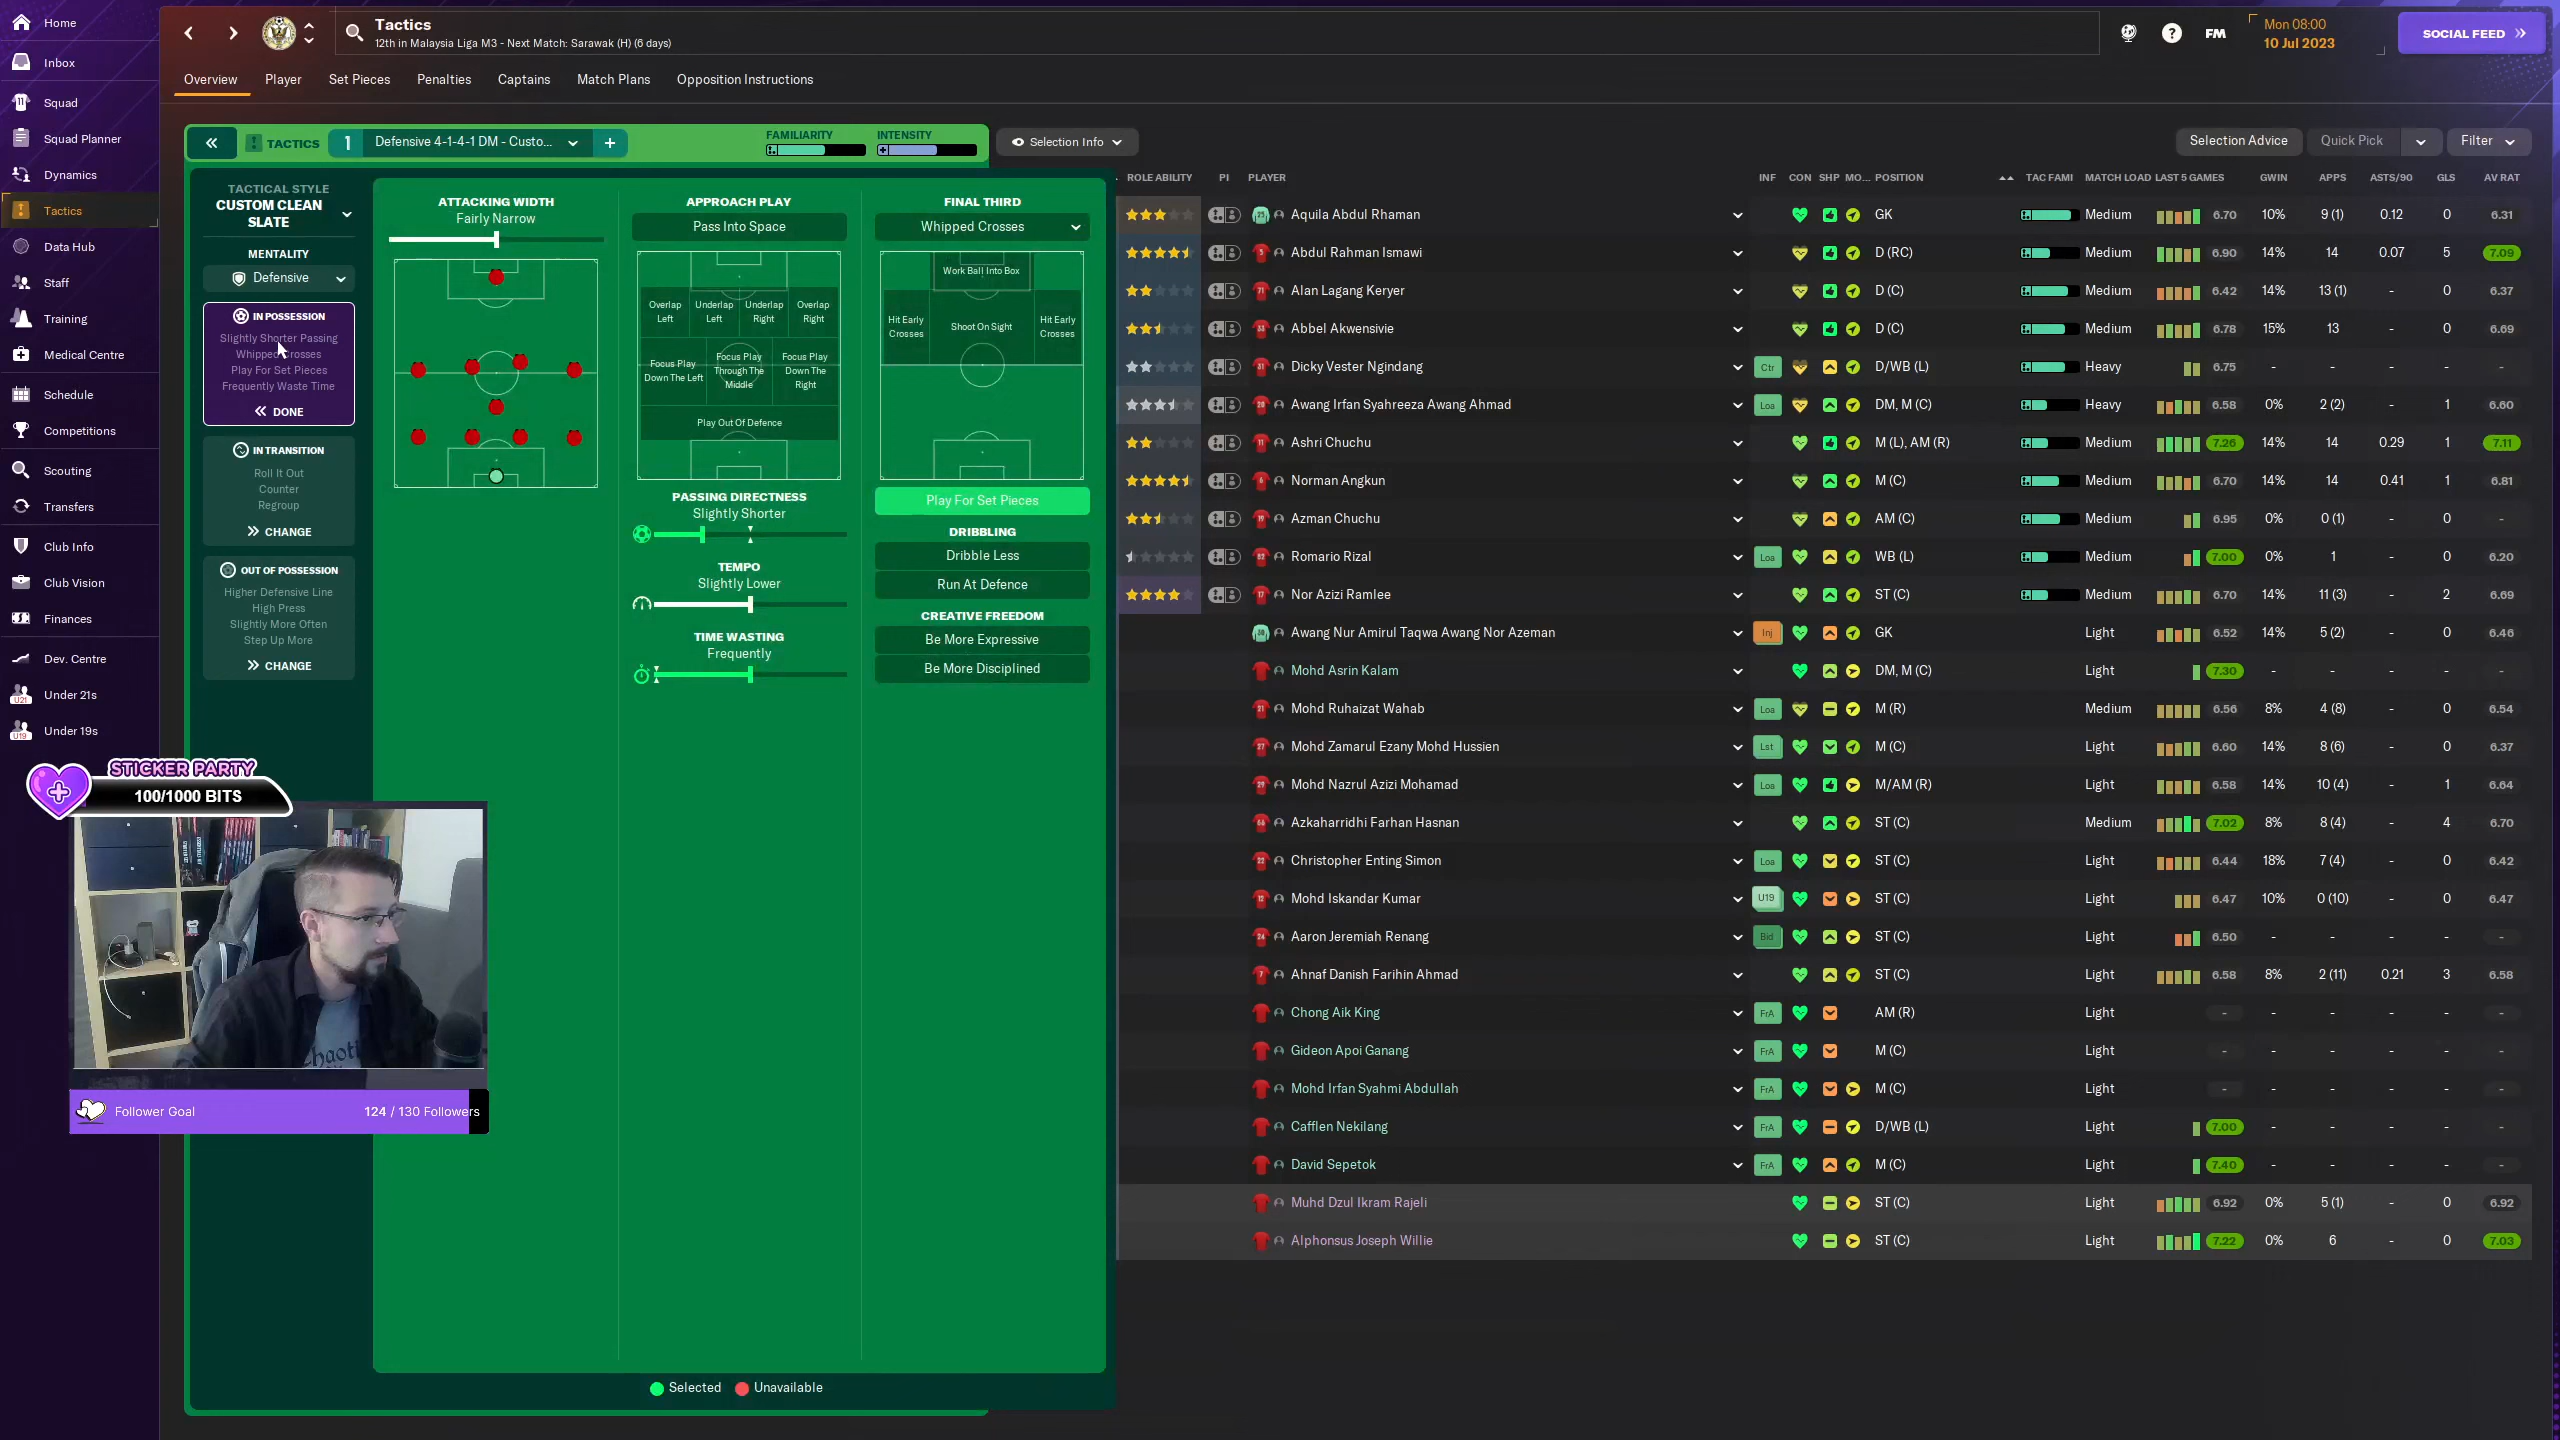 Home
Inbox
Squad
Squad Planner
Dynamics
Tactics
Data Hub
Staff
Training
Medical Centre
Schedule
Competitions
Scouting
Transfers
Club Info
Club Vision
Finances
Dev. Centre
Under 21s
Under 19s
Tactics
12th in Malaysia Liga M3 - Next Match: Sarawak (H) (6 days)
FM
Mon 08:00
10 Jul 2023
SOCIAL FEED
Overview Player Set Pieces Penalties Captains Match Plans Opposition Instructions
TACTICS 1 Defensive 4-1-4-1 DM - Custo... + FAMILIARITY INTENSITY
Selection Info
Selection Advice Quick Pick Filter
TACTICAL STYLE
CUSTOM CLEAN
SLATE
MENTALITY
Defensive
IN POSSESSION
Slightly Shorter Passing
Whipped Crosses
Play For Set Pieces
Frequently Waste Time
DONE
IN TRANSITION
Roll It Out
Counter
Regroup
CHANGE
OUT OF POSSESSION
Higher Defensive Line
High Press
Slightly More Often
Step Up More
CHANGE
ATTACKING WIDTH
Fairly Narrow
APPROACH PLAY
Pass Into Space
Overlap Left
Underlap Left
Underlap Right
Overlap Right
Focus Play Down The Left
Focus Play Through The Middle
Focus Play Down The Right
Play Out Of Defence
PASSING DIRECTNESS
Slightly Shorter
TEMPO
Slightly Lower
TIME WASTING
Frequently
FINAL THIRD
Whipped Crosses
Work Ball Into Box
Hit Early Crosses
Shoot On Sight
Hit Early Crosses
Play For Set Pieces
DRIBBLING
Dribble Less
Run At Defence
CREATIVE FREEDOM
Be More Expressive
Be More Disciplined
Selected Unavailable
ROLE ABILITY PI PLAYER INF CON SHP MO... POSITION TAC FAMI MATCH LOAD LAST 5 GAMES GWIN APPS ASTS/90 GLS AV RAT
Aquila Abdul Rhaman GK Medium 6.70 10% 9 (1) 0.12 0 6.31
Abdul Rahman Ismawi D (RC) Medium 6.90 14% 14 0.07 5 7.09
Alan Lagang Keryer D (C) Medium 6.42 14% 13 (1) - 0 6.37
Abbel Akwensivie D (C) Medium 6.78 15% 13 - 0 6.69
Dicky Vester Ngindang Ctr D/WB (L) Heavy 6.75 - - - - -
Awang Irfan Syahreeza Awang Ahmad Loa DM, M (C) Heavy 6.58 0% 2 (2) - 1 6.60
Ashri Chuchu M (L), AM (R) Medium 7.26 14% 14 0.29 1 7.11
Norman Angkun M (C) Medium 6.70 14% 14 0.41 1 6.81
Azman Chuchu AM (C) Medium 6.95 0% 0 (1) - 0 -
Romario Rizal Loa WB (L) Medium 7.00 0% 1 - 0 6.20
Nor Azizi Ramlee ST (C) Medium 6.70 14% 11 (3) - 2 6.69
Awang Nur Amirul Taqwa Awang Nor Azeman Inj GK Light 6.52 14% 5 (2) - 0 6.46
Mohd Asrin Kalam DM, M (C) Light 7.30 - - - - -
Mohd Ruhaizat Wahab Loa M (R) Medium 6.56 8% 4 (8) - 0 6.54
Mohd Zamarul Ezany Mohd Hussien Lst M (C) Light 6.60 14% 8 (6) - 0 6.37
Mohd Nazrul Azizi Mohamad Loa M/AM (R) Light 6.58 14% 10 (4) - 1 6.64
Azkaharridhi Farhan Hasnan ST (C) Medium 7.02 8% 8 (4) - 4 6.70
Christopher Enting Simon Loa ST (C) Light 6.44 18% 7 (4) - 0 6.42
Mohd Iskandar Kumar U19 ST (C) Light 6.47 10% 0 (10) - 0 6.47
Aaron Jeremiah Renang Bid ST (C) Light 6.50 - - - - -
Ahnaf Danish Farihin Ahmad ST (C) Light 6.58 8% 2 (11) 0.21 3 6.58
Chong Aik King FrA AM (R) Light - - - - - -
Gideon Apoi Ganang FrA M (C) Light - - - - - -
Mohd Irfan Syahmi Abdullah FrA M (C) Light - - - - - -
Cafflen Nekilang FrA D/WB (L) Light 7.00 - - - - -
David Sepetok FrA M (C) Light 7.40 - - - - -
Muhd Dzul Ikram Rajeli ST (C) Light 6.92 0% 5 (1) - 0 6.92
Alphonsus Joseph Willie ST (C) Light 7.22 0% 6 - 0 7.03
STICKER PARTY
100/1000 BITS
Follower Goal 124 / 130 Followers